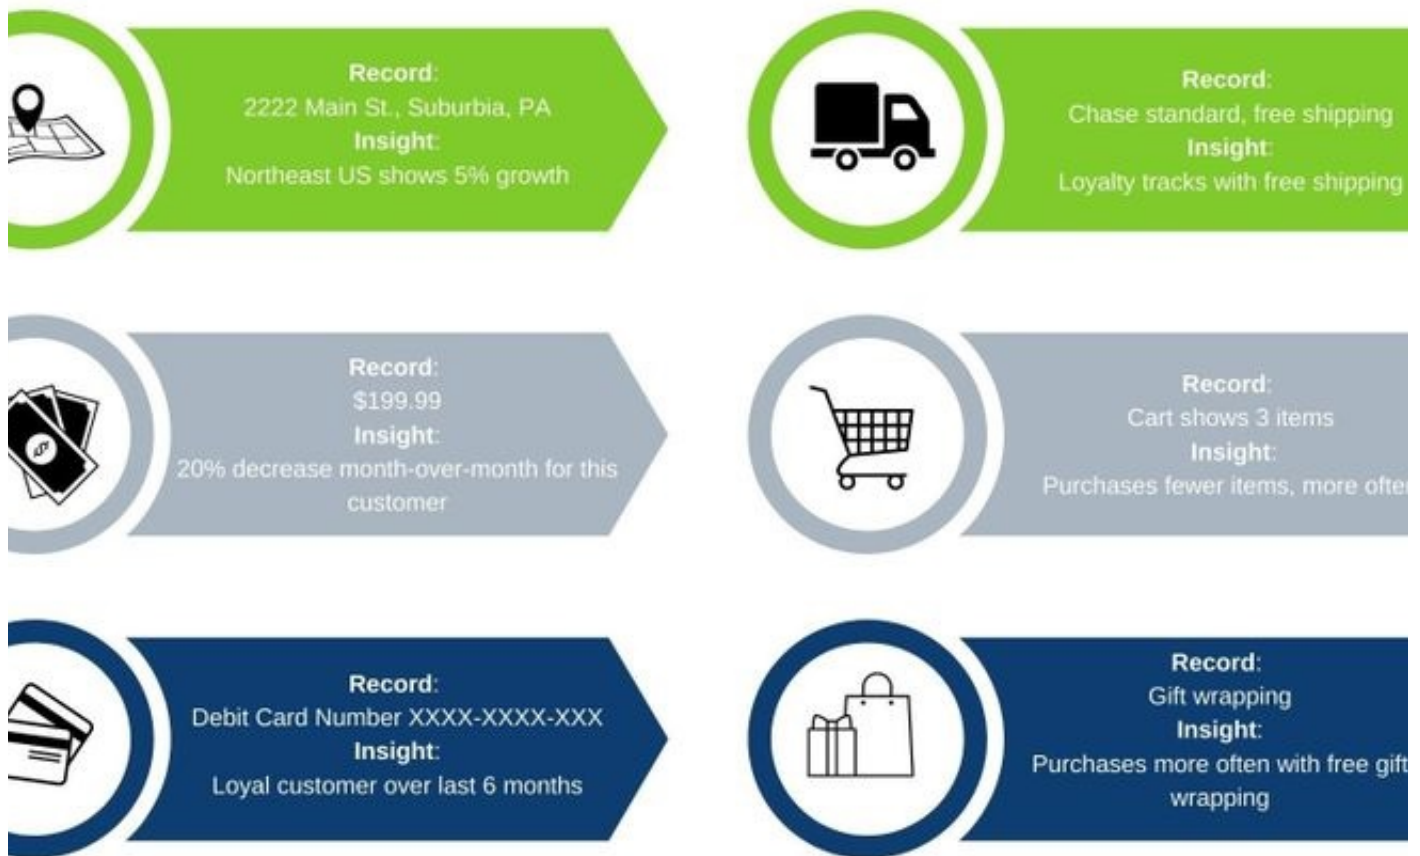 Record:
2222 Main St., Suburbia, PA
Insight:
Northeast US shows 5% growth
Record:
Chase standard, free shipping
Insight:
Loyalty tracks with free shipping
Record:
$199.99
Insight:
20% decrease month-over-month for this
customer
Record:
Cart shows 3 items
Insight:
Purchases fewer items, more often
Record:
Debit Card Number XXXX-XXXX-XXX
Insight:
Loyal customer over last 6 months
Record:
Gift wrapping
Insight:
Purchases more often with free gift
wrapping